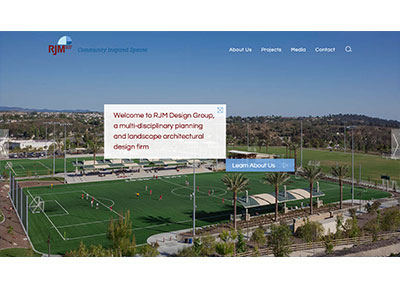 RJM
Community Inspired Spaces
About Us
Projects
Media
Contact
Welcome to RJM Design Group,
a multi-disciplinary planning
and landscape architectural
design firm
Learn About Us